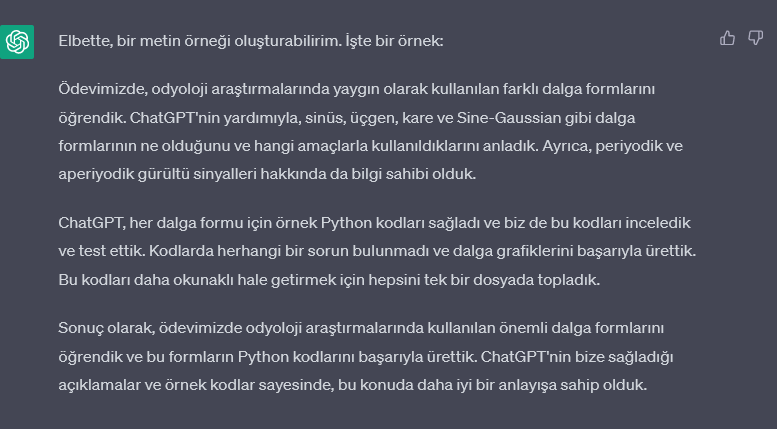 Elbette, bir metin örneği oluşturabilirim. İşte bir örnek:
Ödevimizde, odyoloji araştırmalarında yaygın olarak kullanılan farklı dalga formlarını
öğrendik. ChatGPT'nin yardımıyla, sinüs, üçgen, kare ve Sine-Gaussian gibi dalga
formlarının ne olduğunu ve hangi amaçlarla kullanıldıklarını anladık. Ayrıca, periyodik ve
aperiyodik gürültü sinyalleri hakkında da bilgi sahibi olduk.
ChatGPT, her dalga formu için örnek Python kodları sağladı ve biz de bu kodları inceledik
ve test ettik. Kodlarda herhangi bir sorun bulunmadı ve dalga grafiklerini başarıyla ürettik.
Bu kodları daha okunaklı hale getirmek için hepsini tek bir dosyada topladık.
Sonuç olarak, ödevimizde odyoloji araştırmalarında kullanılan önemli dalga formlarını
öğrendik ve bu formların Python kodlarını başarıyla ürettik. ChatGPT'nin bize sağladığı
açıklamalar ve örnek kodlar sayesinde, bu konuda daha iyi bir anlayışa sahip olduk.